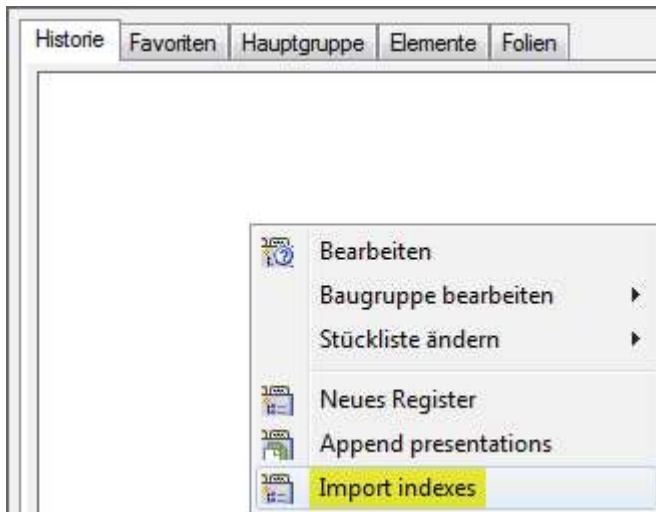 Historie Favoriten Hauptgruppe Elemente Folien
Bearbeiten
Baugruppe bearbeiten
Stückliste ändern
Neues Register
Append presentations
Import indexes